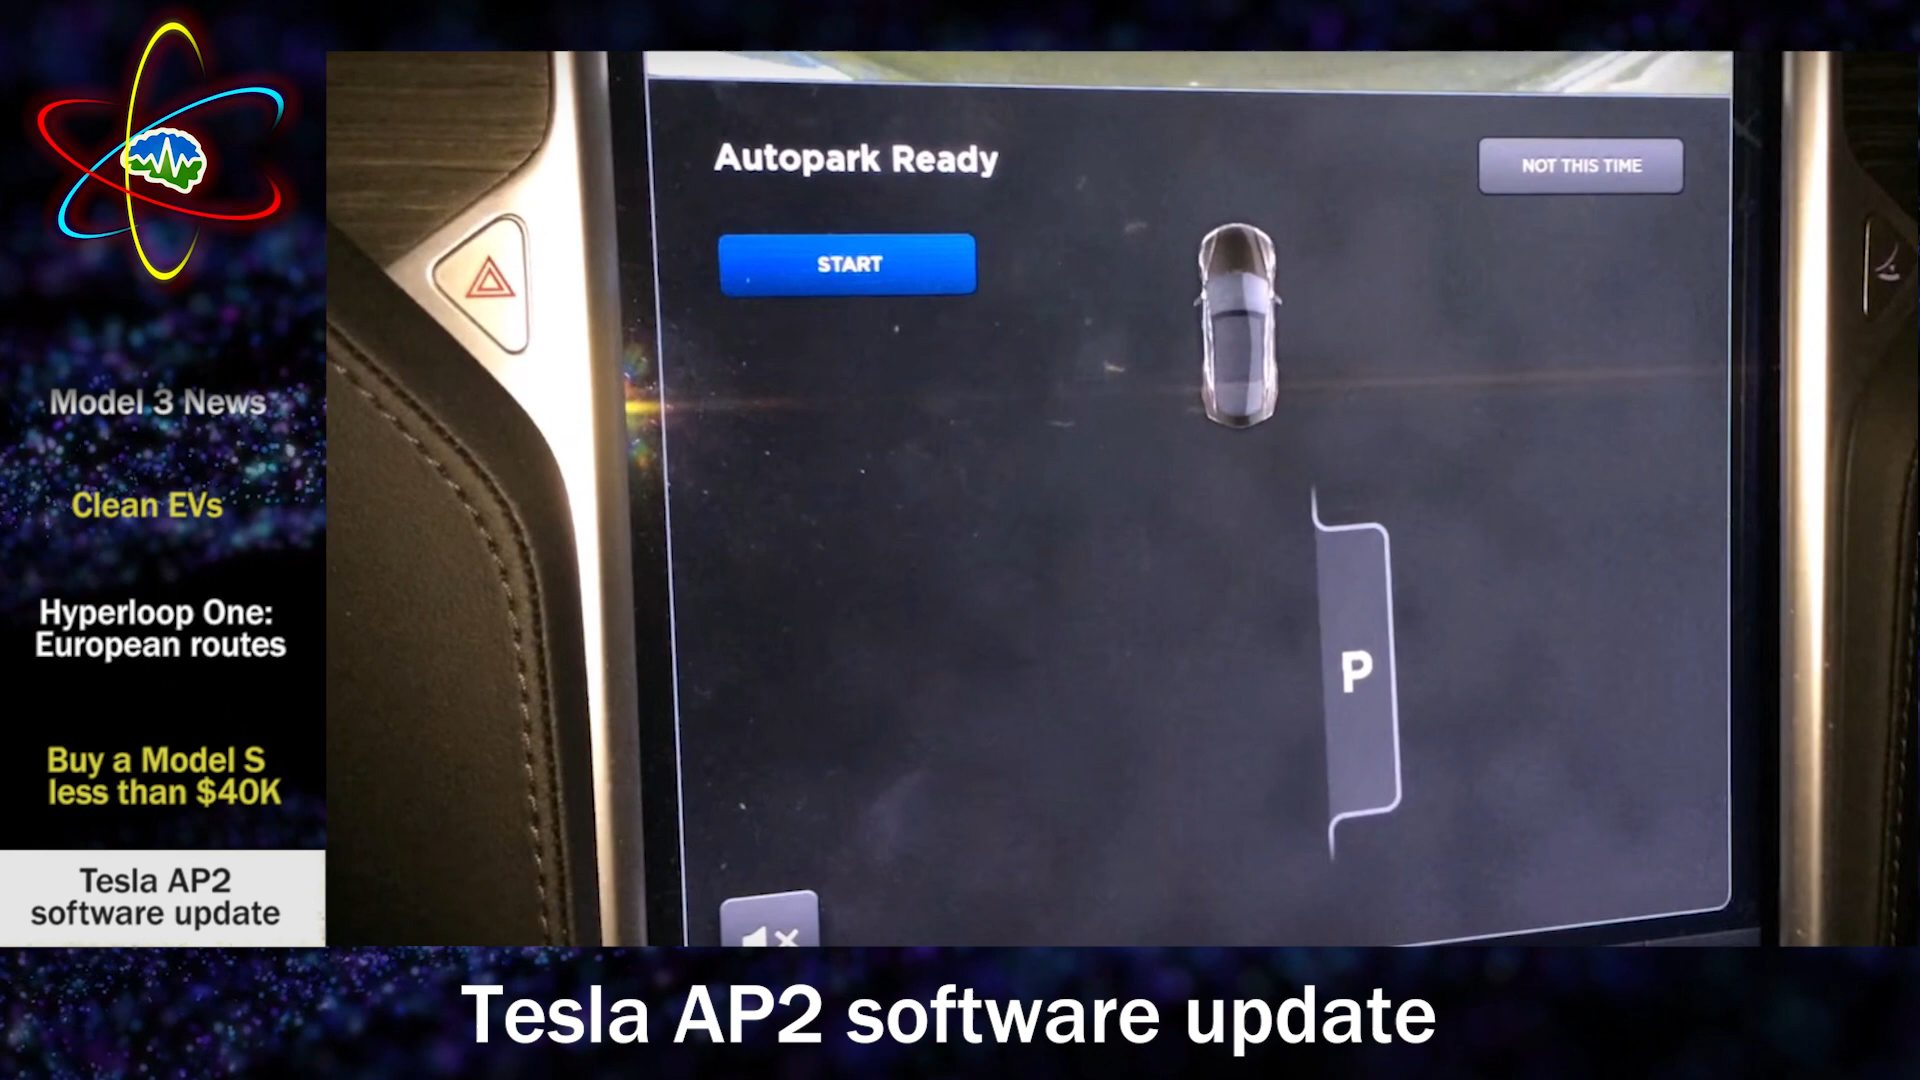 Model 3 News
Clean EVs
Hyperloop One:
European routes
Buy a Model S
less than $40K
Tesla AP2
software update
Autopark Ready
NOT THIS TIME
START
P
Tesla AP2 software update